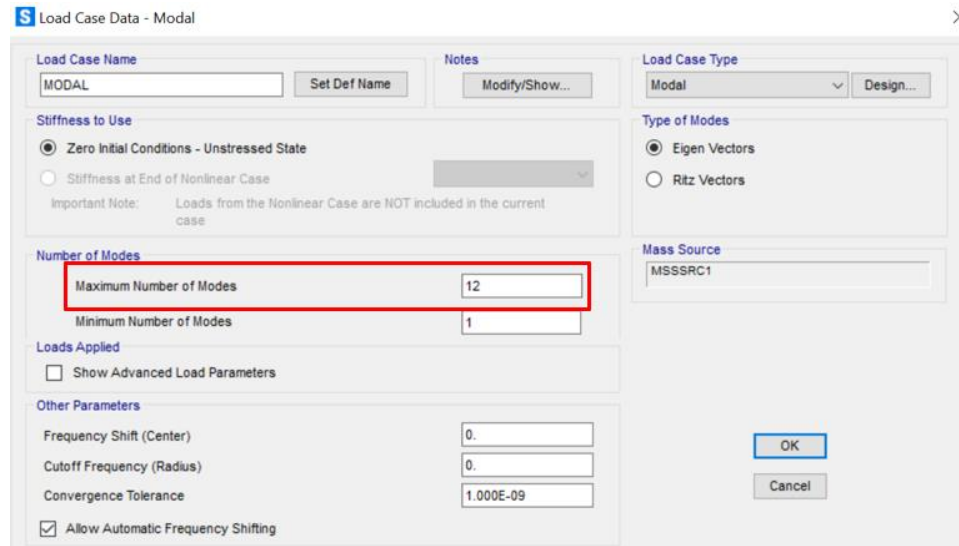 S Load Case Data - Modal
Load Case Name
MODAL
Set Def Name
Notes
Modify/Show...
Load Case Type
Modal
Design...
Stiffness to Use
Zero Initial Conditions - Unstressed State
Stiffness at End of Nonlinear Case
Important Note: Loads from the Nonlinear Case are NOT included in the current
case
Type of Modes
Eigen Vectors
Ritz Vectors
Number of Modes
Maximum Number of Modes 12
Minimum Number of Modes 1
Mass Source
MSSSRC1
Loads Applied
Show Advanced Load Parameters
Other Parameters
Frequency Shift (Center) 0.
Cutoff Frequency (Radius) 0.
Convergence Tolerance 1.000E-09
Allow Automatic Frequency Shifting
OK
Cancel